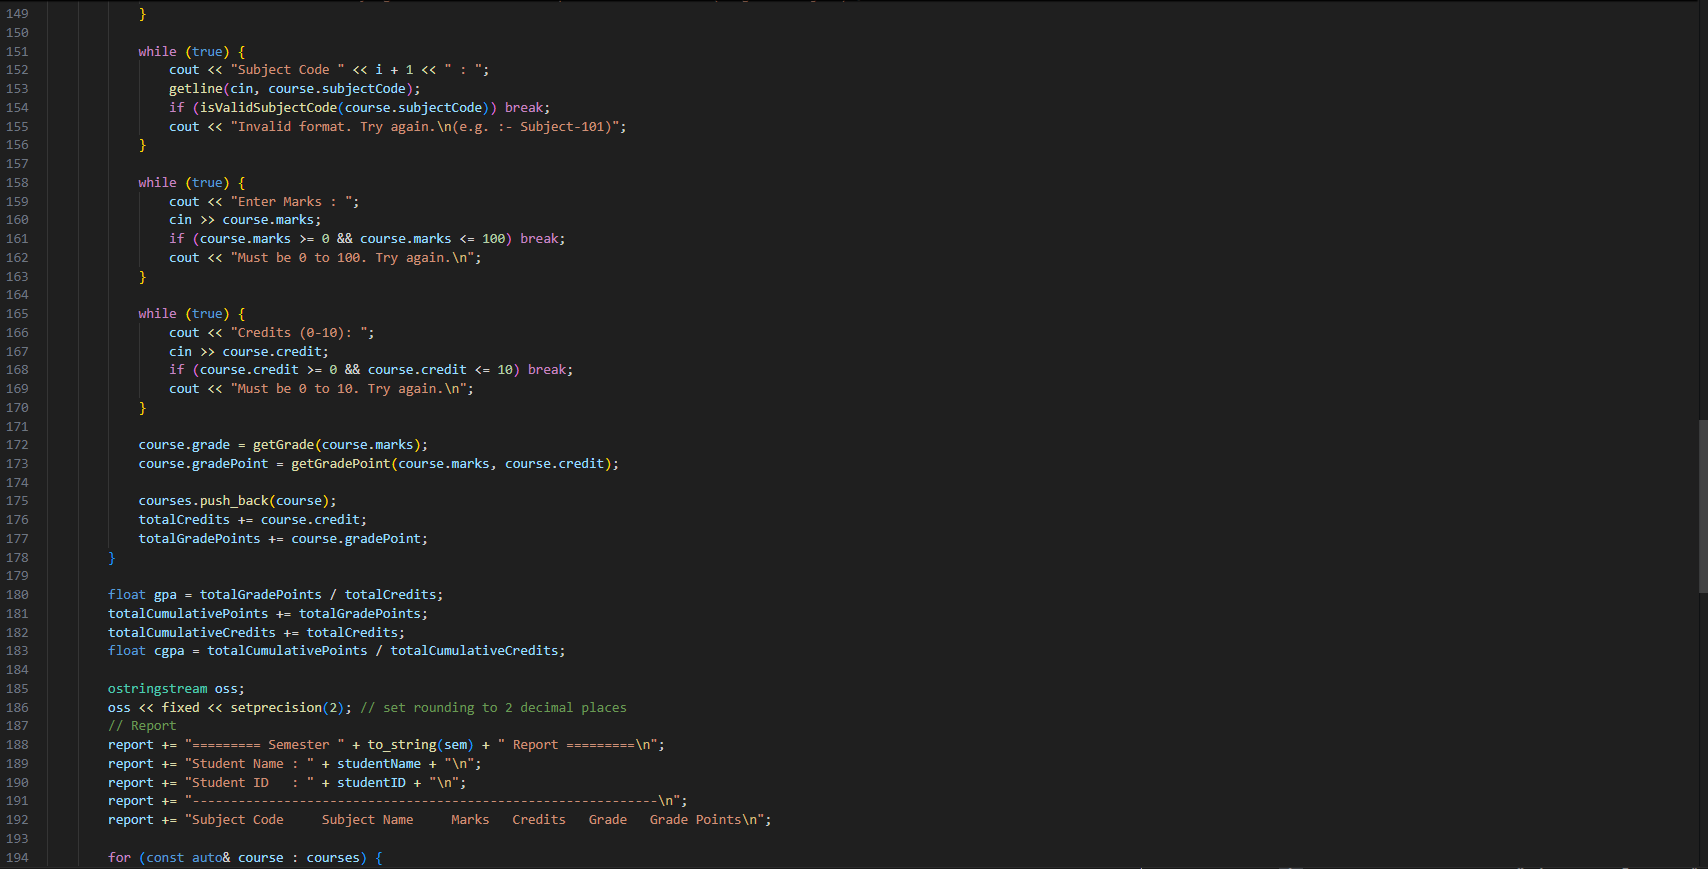 149 }
150
151 while (true) {
152 cout << "Subject Code " << i + 1 << " : ";
153 getline(cin, course.subjectCode);
154 if (isValidSubjectCode(course.subjectCode)) break;
155 cout << "Invalid format. Try again.\n(e.g. :- Subject-101)";
156 }
157
158 while (true) {
159 cout << "Enter Marks : ";
160 cin >> course.marks;
161 if (course.marks >= 0 && course.marks <= 100) break;
162 cout << "Must be 0 to 100. Try again.\n";
163 }
164
165 while (true) {
166 cout << "Credits (0-10): ";
167 cin >> course.credit;
168 if (course.credit >= 0 && course.credit <= 10) break;
169 cout << "Must be 0 to 10. Try again.\n";
170 }
171
172 course.grade = getGrade(course.marks);
173 course.gradePoint = getGradePoint(course.marks, course.credit);
174
175 courses.push_back(course);
176 totalCredits += course.credit;
177 totalGradePoints += course.gradePoint;
178 }
179
180 float gpa = totalGradePoints / totalCredits;
181 totalCumulativePoints += totalGradePoints;
182 totalCumulativeCredits += totalCredits;
183 float cgpa = totalCumulativePoints / totalCumulativeCredits;
184
185 ostringstream oss;
186 oss << fixed << setprecision(2); // set rounding to 2 decimal places
187 // Report
188 report += "========= Semester " + to_string(sem) + " Report =========\n";
189 report += "Student Name : " + studentName + "\n";
190 report += "Student ID   : " + studentID + "\n";
191 report += "-------------------------------------------------------------\n";
192 report += "Subject Code     Subject Name     Marks   Credits   Grade   Grade Points\n";
193
194 for (const auto& course : courses) {